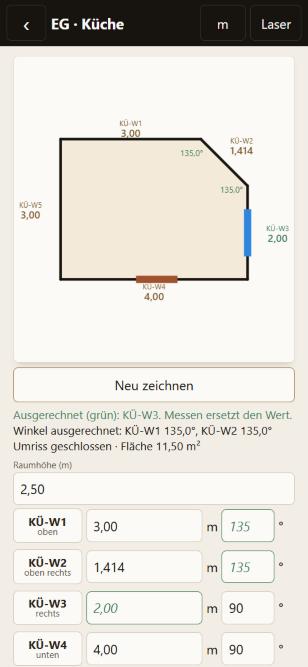 ‹ EG · Küche m Laser
KÜ-W1
3,00
KÜ-W2
1,414
135,0°
135,0°
KÜ-W5
3,00
KÜ-W3
2,00
KÜ-W4
4,00
Neu zeichnen
Ausgerechnet (grün): KÜ-W3. Messen ersetzt den Wert.
Winkel ausgerechnet: KÜ-W1 135,0°, KÜ-W2 135,0°
Umriss geschlossen · Fläche 11,50 m²
Raumhöhe (m)
2,50
KÜ-W1 3,00 m 135 °
oben
KÜ-W2 1,414 m 135 °
oben rechts
KÜ-W3 2,00 m 90 °
rechts
KÜ-W4 4,00 m 90 °
unten